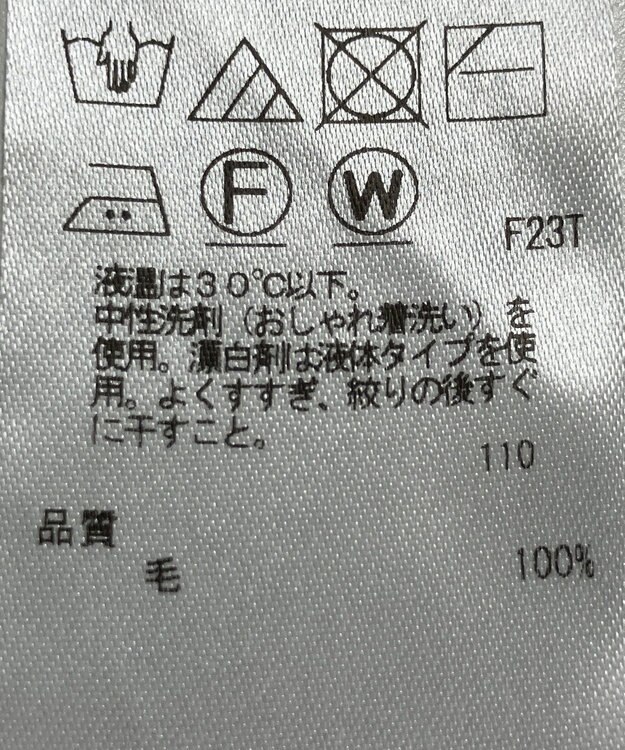 F
W
F23T
液温は30℃以下。
中性洗剤（おしゃれ着洗い）を
使用。漂白剤は液体タイプを使
用。よくすすぎ、絞りの後すぐ
に干すこと。
110
品質
毛 100%